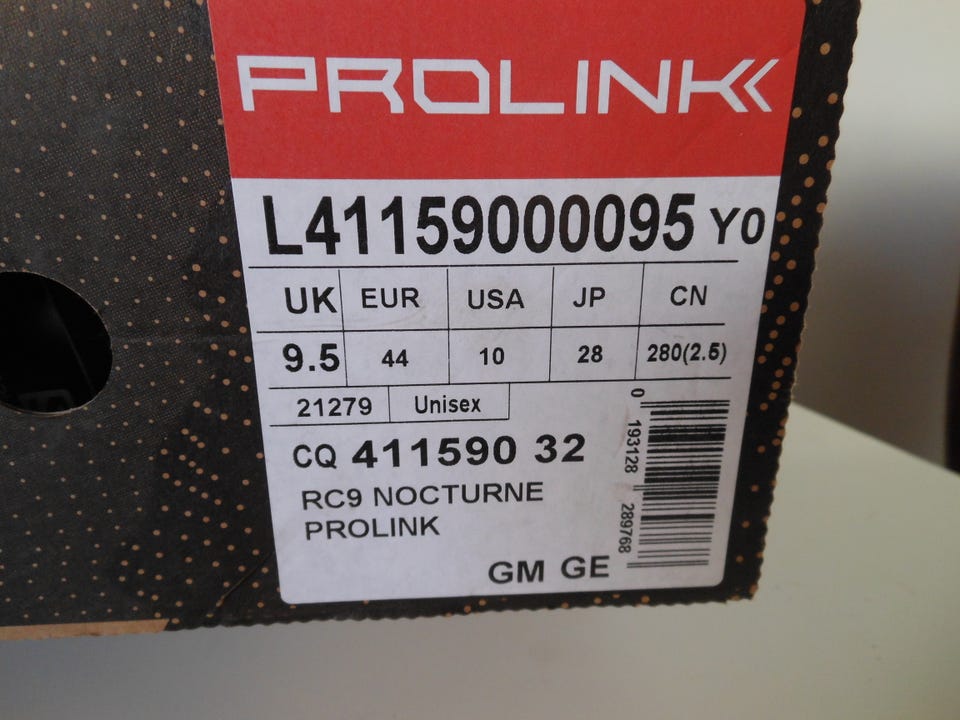 PROLINK
L41159000095 Y0
UK EUR USA JP CN
9.5 44 10 28 280(2.5)
21279 Unisex
CQ 411590 32
RC9 NOCTURNE
PROLINK
GM GE
0 193128 289768